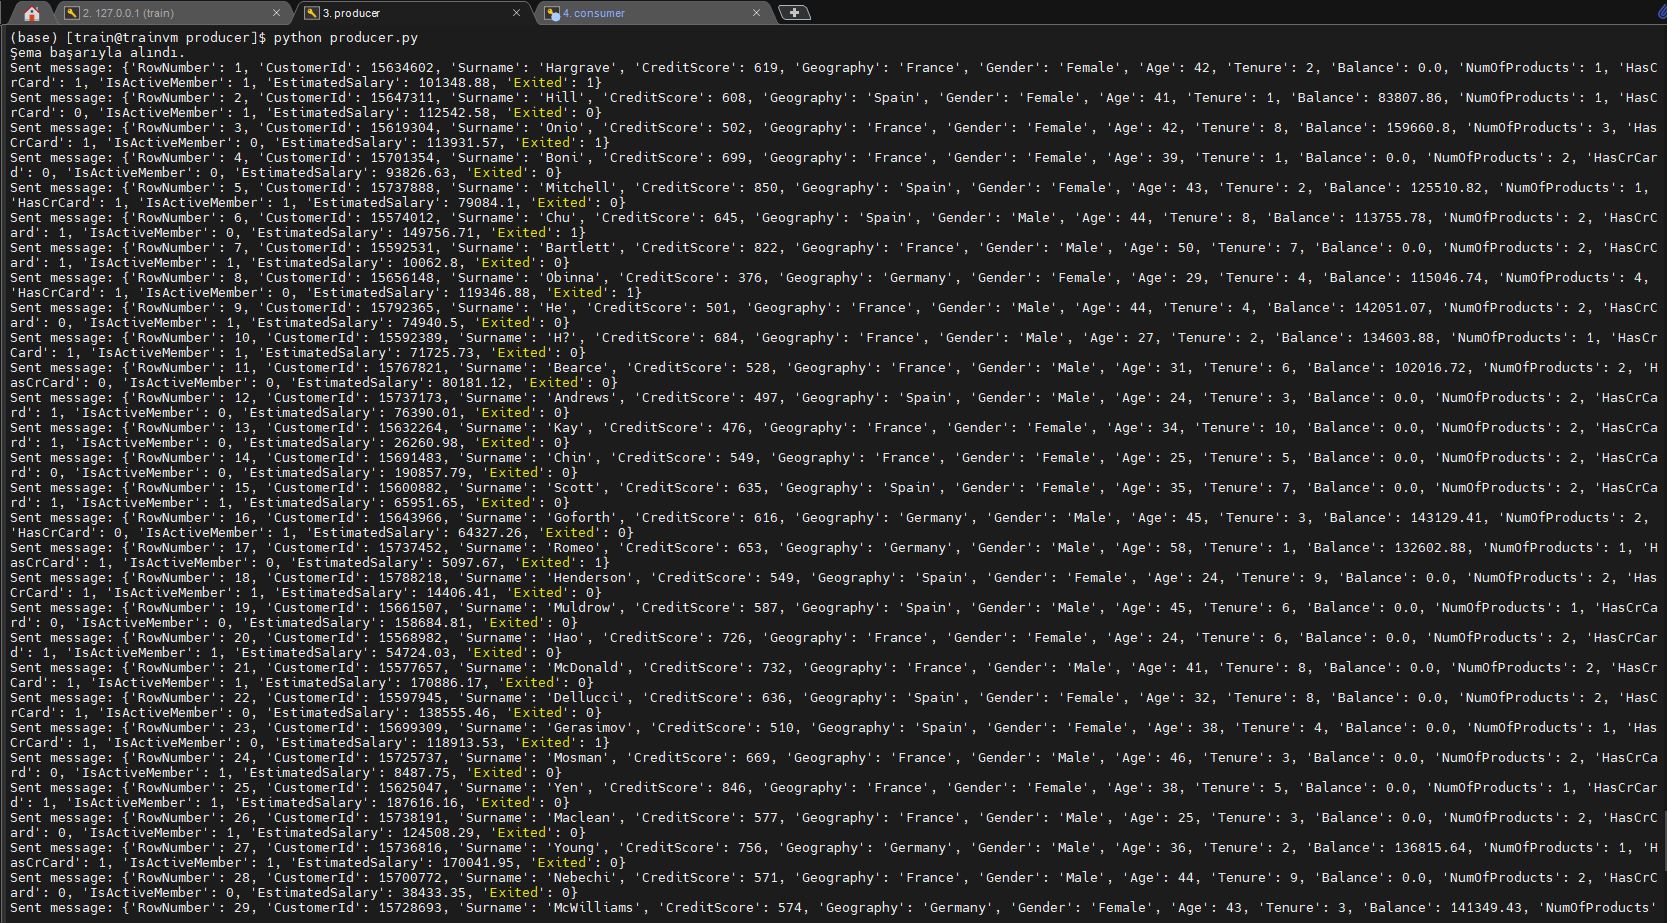 2. 127.0.0.1 (train)
3. producer
4. consumer
(base) [train@trainvm producer]$ python producer.py
Şema başarıyla alındı.
Sent message: {'RowNumber': 1, 'CustomerId': 15634602, 'Surname': 'Hargrave', 'CreditScore': 619, 'Geography': 'France', 'Gender': 'Female', 'Age': 42, 'Tenure': 2, 'Balance': 0.0, 'NumOfProducts': 1, 'HasC
rCard': 1, 'IsActiveMember': 1, 'EstimatedSalary': 101348.88, 'Exited': 1}
Sent message: {'RowNumber': 2, 'CustomerId': 15647311, 'Surname': 'Hill', 'CreditScore': 608, 'Geography': 'Spain', 'Gender': 'Female', 'Age': 41, 'Tenure': 1, 'Balance': 83807.86, 'NumOfProducts': 1, 'HasC
rCard': 0, 'IsActiveMember': 1, 'EstimatedSalary': 112542.58, 'Exited': 0}
Sent message: {'RowNumber': 3, 'CustomerId': 15619304, 'Surname': 'Onio', 'CreditScore': 502, 'Geography': 'France', 'Gender': 'Female', 'Age': 42, 'Tenure': 8, 'Balance': 159660.8, 'NumOfProducts': 3, 'Has
CrCard': 1, 'IsActiveMember': 0, 'EstimatedSalary': 113931.57, 'Exited': 1}
Sent message: {'RowNumber': 4, 'CustomerId': 15701354, 'Surname': 'Boni', 'CreditScore': 699, 'Geography': 'France', 'Gender': 'Female', 'Age': 39, 'Tenure': 1, 'Balance': 0.0, 'NumOfProducts': 2, 'HasCrCar
d': 0, 'IsActiveMember': 0, 'EstimatedSalary': 93826.63, 'Exited': 0}
Sent message: {'RowNumber': 5, 'CustomerId': 15737888, 'Surname': 'Mitchell', 'CreditScore': 850, 'Geography': 'Spain', 'Gender': 'Female', 'Age': 43, 'Tenure': 2, 'Balance': 125510.82, 'NumOfProducts': 1,
'HasCrCard': 1, 'IsActiveMember': 1, 'EstimatedSalary': 79084.1, 'Exited': 0}
Sent message: {'RowNumber': 6, 'CustomerId': 15574012, 'Surname': 'Chu', 'CreditScore': 645, 'Geography': 'Spain', 'Gender': 'Male', 'Age': 44, 'Tenure': 8, 'Balance': 113755.78, 'NumOfProducts': 2, 'HasCrC
ard': 1, 'IsActiveMember': 0, 'EstimatedSalary': 149756.71, 'Exited': 1}
Sent message: {'RowNumber': 7, 'CustomerId': 15592531, 'Surname': 'Bartlett', 'CreditScore': 822, 'Geography': 'France', 'Gender': 'Male', 'Age': 50, 'Tenure': 7, 'Balance': 0.0, 'NumOfProducts': 2, 'HasCrC
ard': 1, 'IsActiveMember': 1, 'EstimatedSalary': 10062.8, 'Exited': 0}
Sent message: {'RowNumber': 8, 'CustomerId': 15656148, 'Surname': 'Obinna', 'CreditScore': 376, 'Geography': 'Germany', 'Gender': 'Female', 'Age': 29, 'Tenure': 4, 'Balance': 115046.74, 'NumOfProducts': 4,
'HasCrCard': 1, 'IsActiveMember': 0, 'EstimatedSalary': 119346.88, 'Exited': 1}
Sent message: {'RowNumber': 9, 'CustomerId': 15792365, 'Surname': 'He', 'CreditScore': 501, 'Geography': 'France', 'Gender': 'Male', 'Age': 44, 'Tenure': 4, 'Balance': 142051.07, 'NumOfProducts': 2, 'HasCrC
ard': 0, 'IsActiveMember': 1, 'EstimatedSalary': 74940.5, 'Exited': 0}
Sent message: {'RowNumber': 10, 'CustomerId': 15592389, 'Surname': 'H?', 'CreditScore': 684, 'Geography': 'France', 'Gender': 'Male', 'Age': 27, 'Tenure': 2, 'Balance': 134603.88, 'NumOfProducts': 1, 'HasCr
Card': 1, 'IsActiveMember': 1, 'EstimatedSalary': 71725.73, 'Exited': 0}
Sent message: {'RowNumber': 11, 'CustomerId': 15767821, 'Surname': 'Bearce', 'CreditScore': 528, 'Geography': 'France', 'Gender': 'Male', 'Age': 31, 'Tenure': 6, 'Balance': 102016.72, 'NumOfProducts': 2, 'H
asCrCard': 0, 'IsActiveMember': 0, 'EstimatedSalary': 80181.12, 'Exited': 0}
Sent message: {'RowNumber': 12, 'CustomerId': 15737173, 'Surname': 'Andrews', 'CreditScore': 497, 'Geography': 'Spain', 'Gender': 'Male', 'Age': 24, 'Tenure': 3, 'Balance': 0.0, 'NumOfProducts': 2, 'HasCrCa
rd': 1, 'IsActiveMember': 0, 'EstimatedSalary': 76390.01, 'Exited': 0}
Sent message: {'RowNumber': 13, 'CustomerId': 15632264, 'Surname': 'Kay', 'CreditScore': 476, 'Geography': 'France', 'Gender': 'Female', 'Age': 34, 'Tenure': 10, 'Balance': 0.0, 'NumOfProducts': 2, 'HasCrCa
rd': 1, 'IsActiveMember': 0, 'EstimatedSalary': 26260.98, 'Exited': 0}
Sent message: {'RowNumber': 14, 'CustomerId': 15691483, 'Surname': 'Chin', 'CreditScore': 549, 'Geography': 'France', 'Gender': 'Female', 'Age': 25, 'Tenure': 5, 'Balance': 0.0, 'NumOfProducts': 2, 'HasCrCa
rd': 0, 'IsActiveMember': 0, 'EstimatedSalary': 190857.79, 'Exited': 0}
Sent message: {'RowNumber': 15, 'CustomerId': 15600882, 'Surname': 'Scott', 'CreditScore': 635, 'Geography': 'Spain', 'Gender': 'Female', 'Age': 35, 'Tenure': 7, 'Balance': 0.0, 'NumOfProducts': 2, 'HasCrCa
rd': 1, 'IsActiveMember': 1, 'EstimatedSalary': 65951.65, 'Exited': 0}
Sent message: {'RowNumber': 16, 'CustomerId': 15643966, 'Surname': 'Goforth', 'CreditScore': 616, 'Geography': 'Germany', 'Gender': 'Male', 'Age': 45, 'Tenure': 3, 'Balance': 143129.41, 'NumOfProducts': 2,
'HasCrCard': 0, 'IsActiveMember': 1, 'EstimatedSalary': 64327.26, 'Exited': 0}
Sent message: {'RowNumber': 17, 'CustomerId': 15737452, 'Surname': 'Romeo', 'CreditScore': 653, 'Geography': 'Germany', 'Gender': 'Male', 'Age': 58, 'Tenure': 1, 'Balance': 132602.88, 'NumOfProducts': 1, 'H
asCrCard': 1, 'IsActiveMember': 0, 'EstimatedSalary': 5097.67, 'Exited': 1}
Sent message: {'RowNumber': 18, 'CustomerId': 15788218, 'Surname': 'Henderson', 'CreditScore': 549, 'Geography': 'Spain', 'Gender': 'Female', 'Age': 24, 'Tenure': 9, 'Balance': 0.0, 'NumOfProducts': 2, 'Has
CrCard': 1, 'IsActiveMember': 1, 'EstimatedSalary': 14406.41, 'Exited': 0}
Sent message: {'RowNumber': 19, 'CustomerId': 15661507, 'Surname': 'Muldrow', 'CreditScore': 587, 'Geography': 'Spain', 'Gender': 'Male', 'Age': 45, 'Tenure': 6, 'Balance': 0.0, 'NumOfProducts': 1, 'HasCrCa
rd': 0, 'IsActiveMember': 0, 'EstimatedSalary': 158684.81, 'Exited': 0}
Sent message: {'RowNumber': 20, 'CustomerId': 15568982, 'Surname': 'Hao', 'CreditScore': 726, 'Geography': 'France', 'Gender': 'Female', 'Age': 24, 'Tenure': 6, 'Balance': 0.0, 'NumOfProducts': 2, 'HasCrCar
d': 1, 'IsActiveMember': 1, 'EstimatedSalary': 54724.03, 'Exited': 0}
Sent message: {'RowNumber': 21, 'CustomerId': 15577657, 'Surname': 'McDonald', 'CreditScore': 732, 'Geography': 'France', 'Gender': 'Male', 'Age': 41, 'Tenure': 8, 'Balance': 0.0, 'NumOfProducts': 2, 'HasCr
Card': 1, 'IsActiveMember': 1, 'EstimatedSalary': 170886.17, 'Exited': 0}
Sent message: {'RowNumber': 22, 'CustomerId': 15597945, 'Surname': 'Dellucci', 'CreditScore': 636, 'Geography': 'Spain', 'Gender': 'Female', 'Age': 32, 'Tenure': 8, 'Balance': 0.0, 'NumOfProducts': 2, 'HasC
rCard': 1, 'IsActiveMember': 0, 'EstimatedSalary': 138555.46, 'Exited': 0}
Sent message: {'RowNumber': 23, 'CustomerId': 15699309, 'Surname': 'Gerasimov', 'CreditScore': 510, 'Geography': 'Spain', 'Gender': 'Female', 'Age': 38, 'Tenure': 4, 'Balance': 0.0, 'NumOfProducts': 1, 'Has
CrCard': 1, 'IsActiveMember': 0, 'EstimatedSalary': 118913.53, 'Exited': 1}
Sent message: {'RowNumber': 24, 'CustomerId': 15725737, 'Surname': 'Mosman', 'CreditScore': 669, 'Geography': 'France', 'Gender': 'Male', 'Age': 46, 'Tenure': 3, 'Balance': 0.0, 'NumOfProducts': 2, 'HasCrCa
rd': 0, 'IsActiveMember': 1, 'EstimatedSalary': 8487.75, 'Exited': 0}
Sent message: {'RowNumber': 25, 'CustomerId': 15625047, 'Surname': 'Yen', 'CreditScore': 846, 'Geography': 'France', 'Gender': 'Female', 'Age': 38, 'Tenure': 5, 'Balance': 0.0, 'NumOfProducts': 1, 'HasCrCar
d': 1, 'IsActiveMember': 1, 'EstimatedSalary': 187616.16, 'Exited': 0}
Sent message: {'RowNumber': 26, 'CustomerId': 15738191, 'Surname': 'Maclean', 'CreditScore': 577, 'Geography': 'France', 'Gender': 'Male', 'Age': 25, 'Tenure': 3, 'Balance': 0.0, 'NumOfProducts': 2, 'HasCrC
ard': 0, 'IsActiveMember': 1, 'EstimatedSalary': 124508.29, 'Exited': 0}
Sent message: {'RowNumber': 27, 'CustomerId': 15736816, 'Surname': 'Young', 'CreditScore': 756, 'Geography': 'Germany', 'Gender': 'Male', 'Age': 36, 'Tenure': 2, 'Balance': 136815.64, 'NumOfProducts': 1, 'H
asCrCard': 1, 'IsActiveMember': 1, 'EstimatedSalary': 170041.95, 'Exited': 0}
Sent message: {'RowNumber': 28, 'CustomerId': 15700772, 'Surname': 'Nebechi', 'CreditScore': 571, 'Geography': 'France', 'Gender': 'Male', 'Age': 44, 'Tenure': 9, 'Balance': 0.0, 'NumOfProducts': 2, 'HasCrC
ard': 0, 'IsActiveMember': 0, 'EstimatedSalary': 38433.35, 'Exited': 0}
Sent message: {'RowNumber': 29, 'CustomerId': 15728693, 'Surname': 'McWilliams', 'CreditScore': 574, 'Geography': 'Germany', 'Gender': 'Female', 'Age': 43, 'Tenure': 3, 'Balance': 141349.43, 'NumOfProducts'